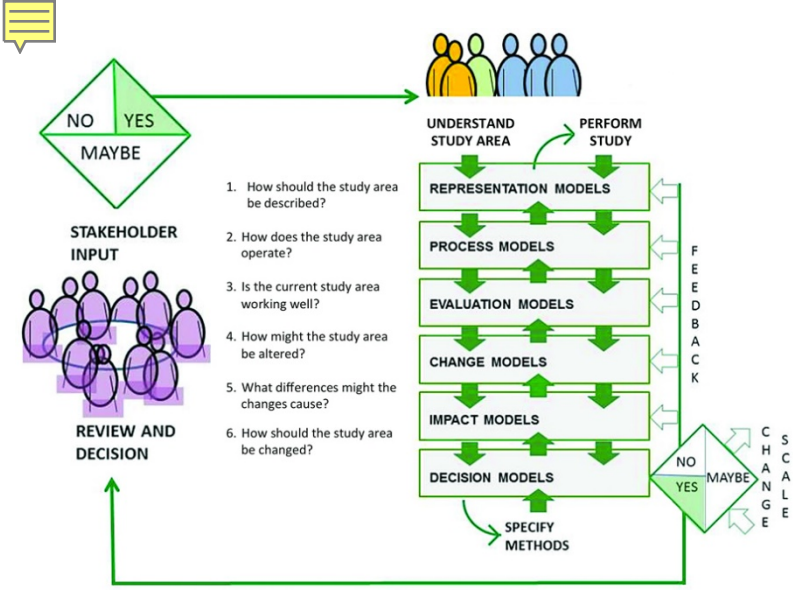 NO
YES
MAYBE
STAKEHOLDER
INPUT
REVIEW AND
DECISION
1. How should the study area
be described?
2. How does the study area
operate?
3. Is the current study area
working well?
4. How might the study area
be altered?
5. What differences might the
changes cause?
6. How should the study area
be changed?
UNDERSTAND
STUDY AREA
PERFORM
STUDY
REPRESENTATION MODELS
PROCESS MODELS
EVALUATION MODELS
CHANGE MODELS
IMPACT MODELS
DECISION MODELS
SPECIFY
METHODS
FEEDBACK
NO
YES
MAYBE
CHANGE
SCALE